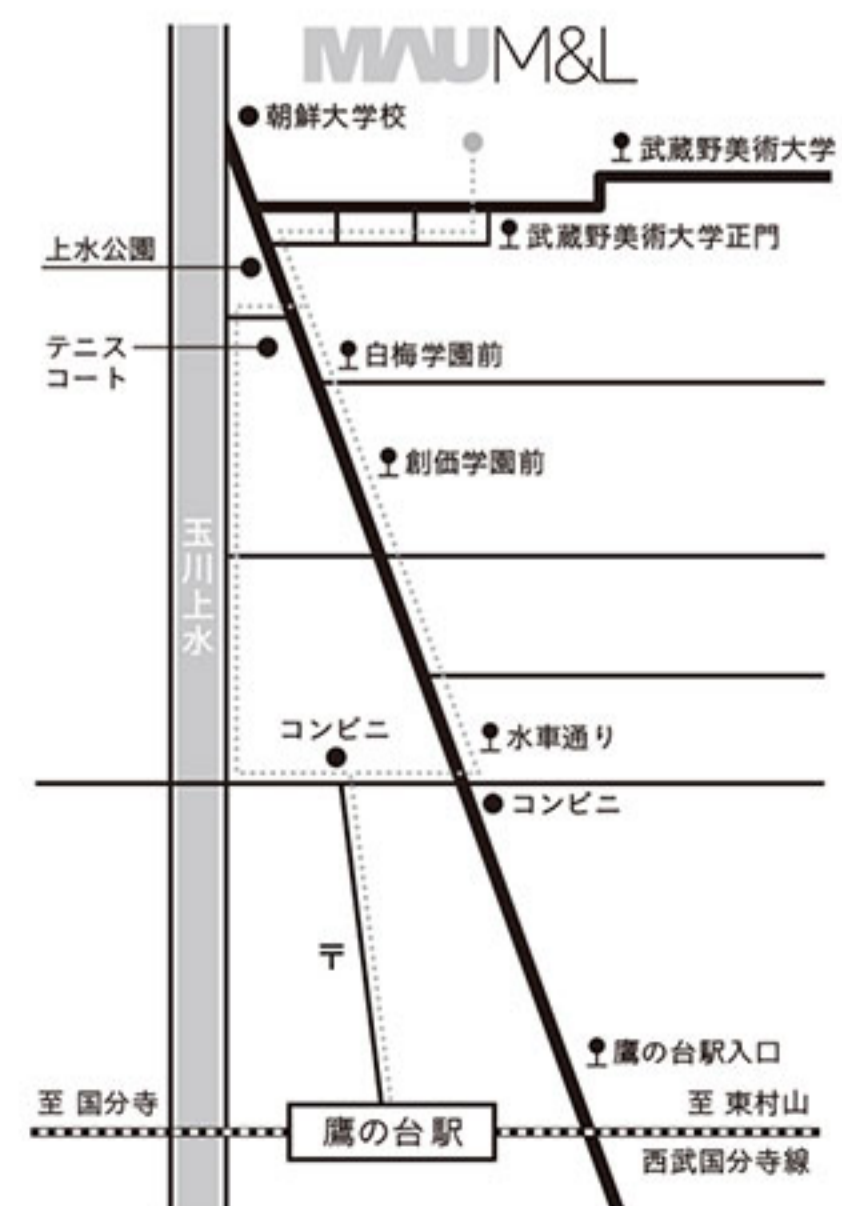 MAU M&L
朝鮮大学校
武蔵野美術大学
武蔵野美術大学正門
上水公園
テニス
コート
白梅学園前
創価学園前
玉川上水
コンビニ
水車通り
コンビニ
〒
鷹の台駅入口
至 国分寺
至 東村山
鷹の台駅
西武国分寺線